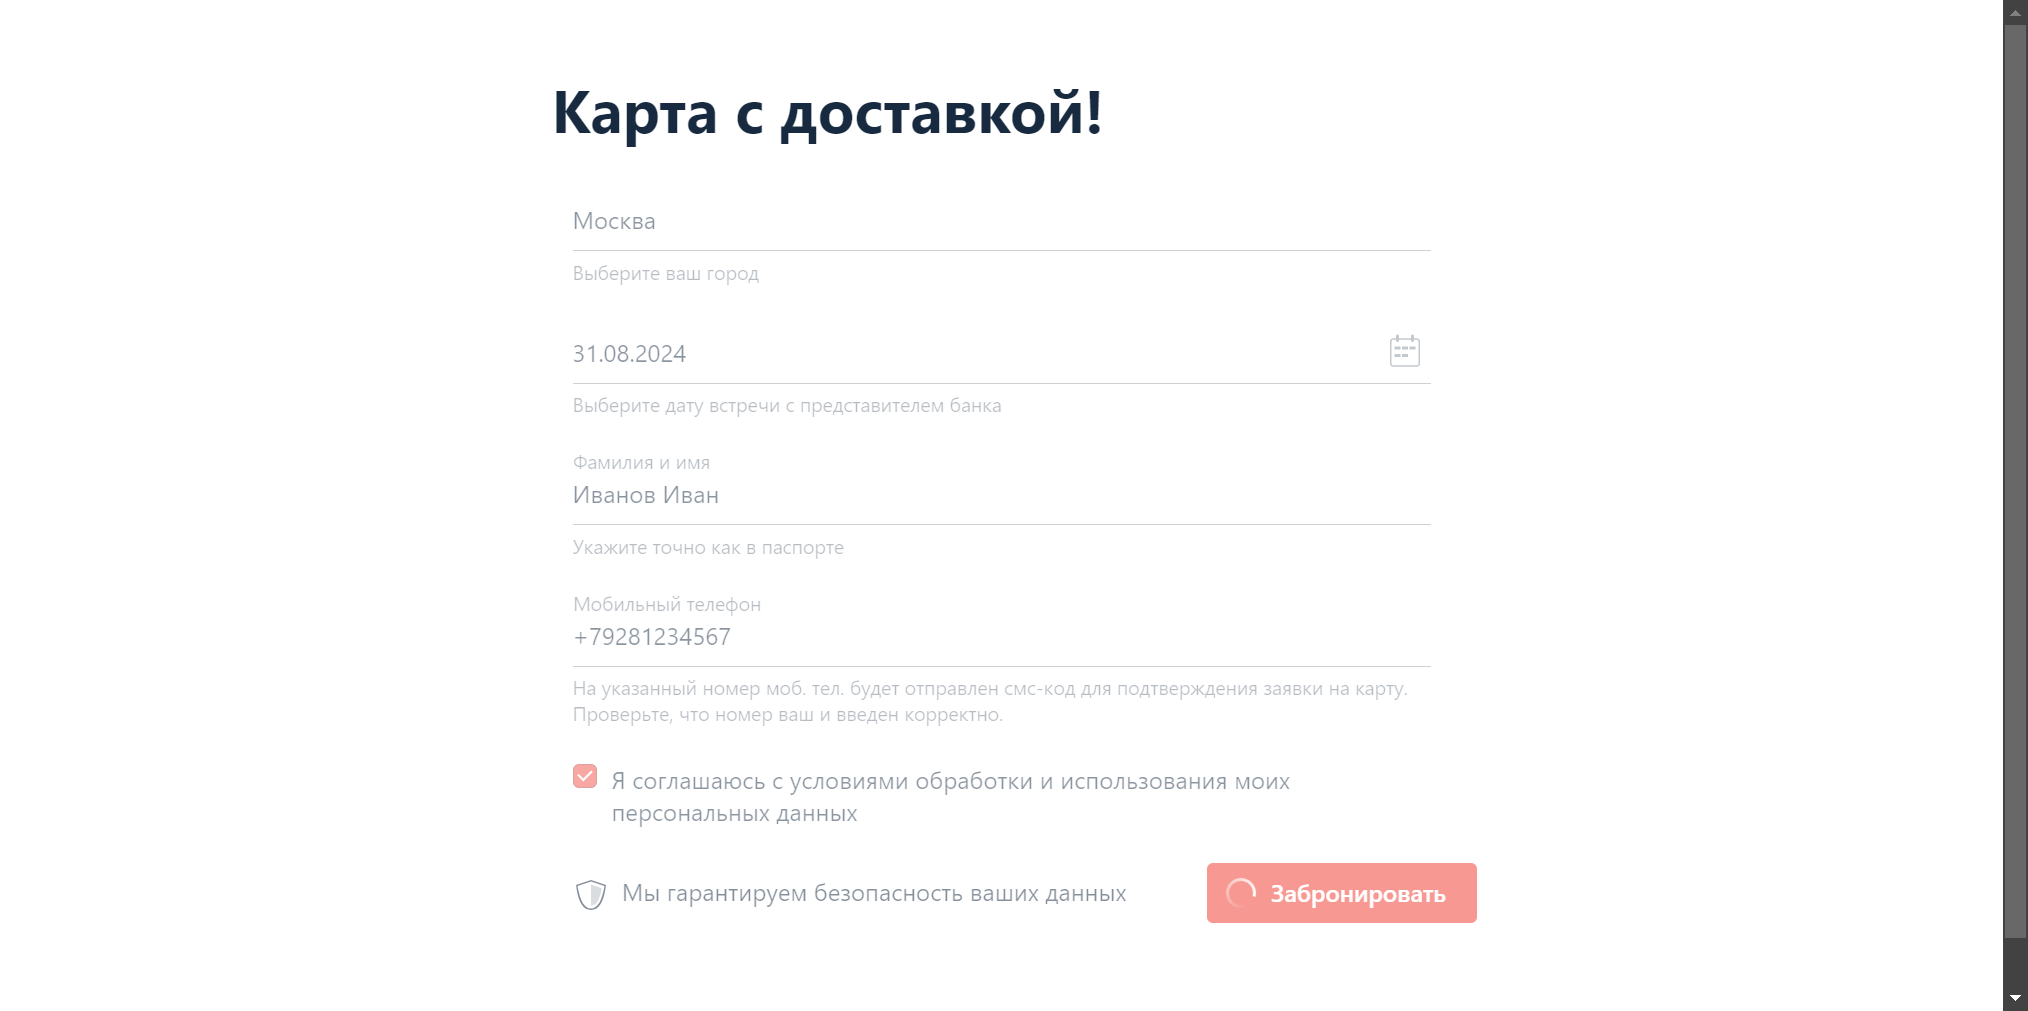 Карта с доставкой!
Москва
Выберите ваш город
31.08.2024
Выберите дату встречи с представителем банка
Фамилия и имя
Иванов Иван
Укажите точно как в паспорте
Мобильный телефон
+79281234567
На указанный номер моб. тел. будет отправлен смс-код для подтверждения заявки на карту.
Проверьте, что номер ваш и введен корректно.
Я соглашаюсь с условиями обработки и использования моих
персональных данных
Мы гарантируем безопасность ваших данных
Забронировать